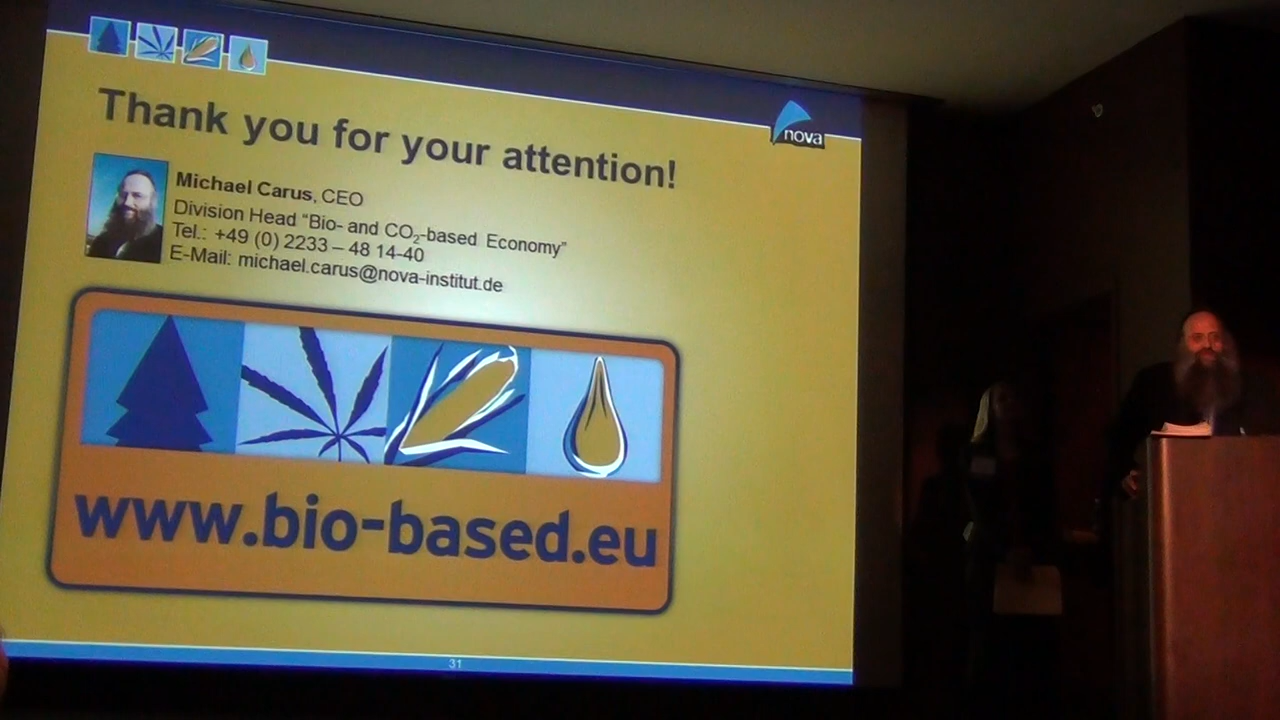 nova
Thank you for your attention!
Michael Carus, CEO
Division Head “Bio- and CO₂-based Economy”
Tel.: +49 (0) 2233 – 48 14-40
E-Mail: michael.carus@nova-institut.de
www.bio-based.eu
31